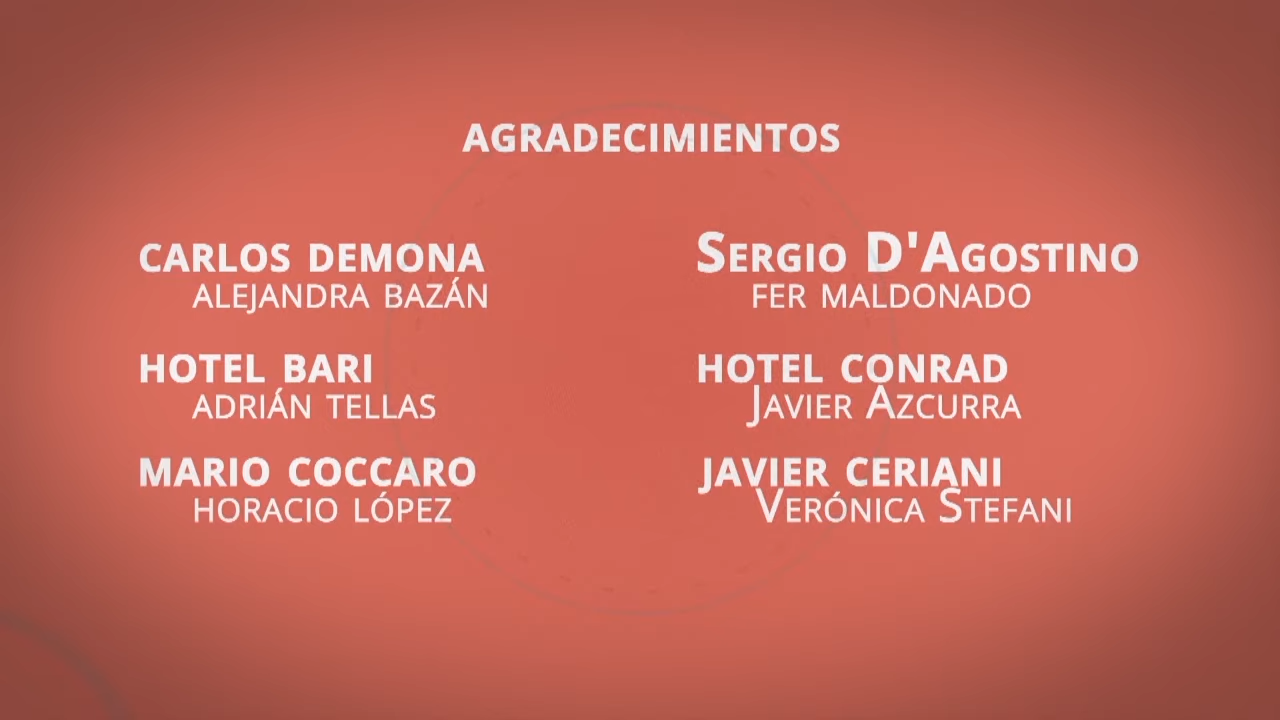 AGRADECIMIENTOS
CARLOS DEMONA
ALEJANDRA BAZÁN
HOTEL BARI
ADRIÁN TELLAS
MARIO COCCARO
HORACIO LÓPEZ
SERGIO D'AGOSTINO
FER MALDONADO
HOTEL CONRAD
JAVIER AZCURRA
JAVIER CERIANI
VERÓNICA STEFANI